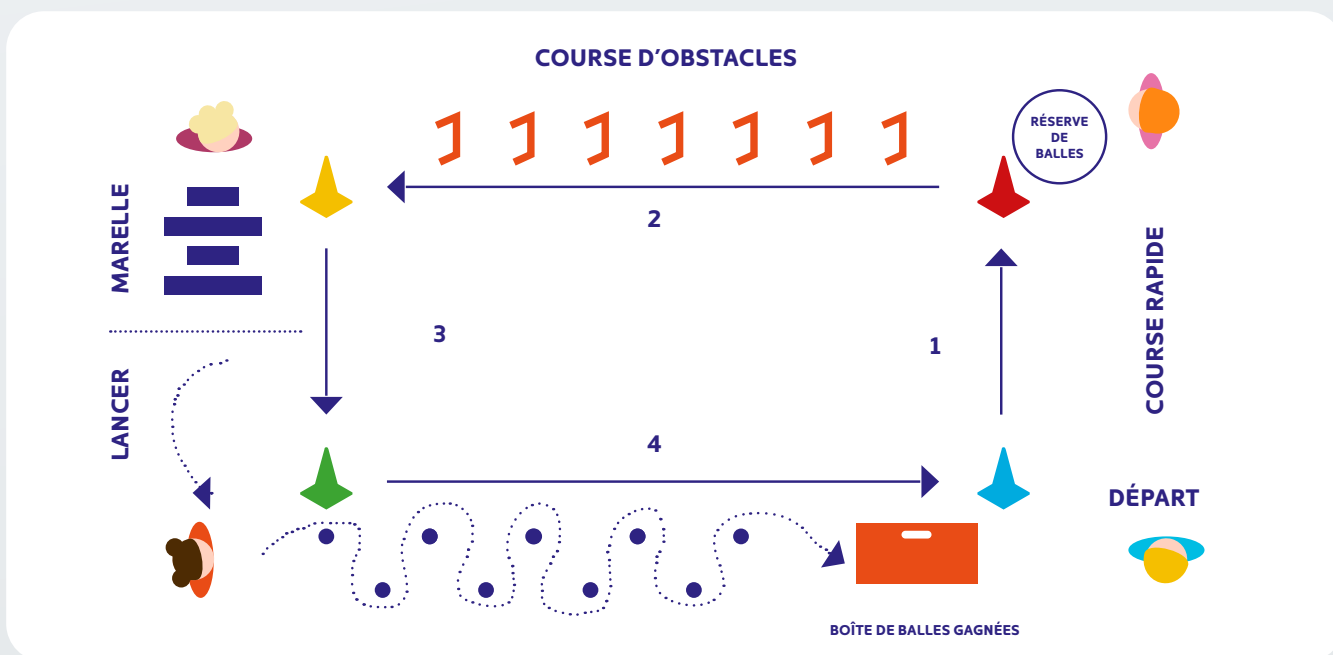 COURSE D’OBSTACLES
RÉSERVE
DE
BALLES
MARELLE
2
COURSE RAPIDE
3
1
LANCER
4
DÉPART
BOÎTE DE BALLES GAGNÉES